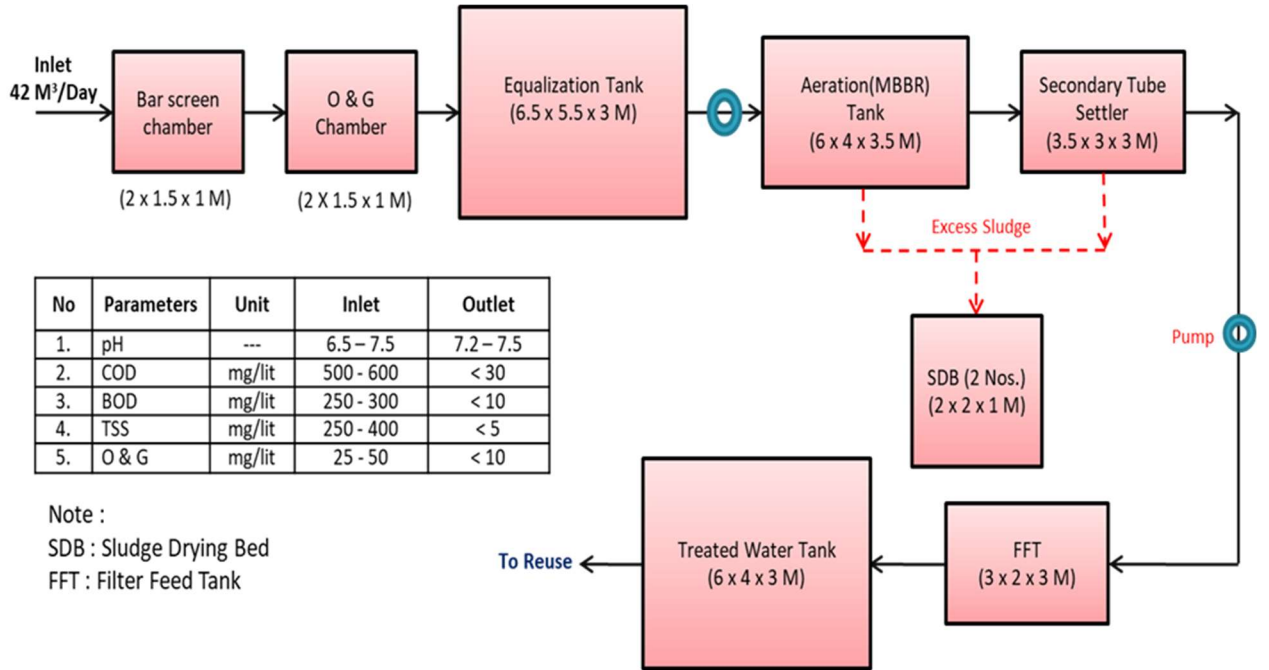 Inlet
42 M³/Day
Bar screen
chamber
(2 x 1.5 x 1 M)
O & G
Chamber
(2 X 1.5 x 1 M)
Equalization Tank
(6.5 x 5.5 x 3 M)
Aeration(MBBR)
Tank
(6 x 4 x 3.5 M)
Secondary Tube
Settler
(3.5 x 3 x 3 M)
Excess Sludge
Pump
SDB (2 Nos.)
(2 x 2 x 1 M)
No Parameters Unit Inlet Outlet
1. pH --- 6.5 – 7.5 7.2 – 7.5
2. COD mg/lit 500 - 600 < 30
3. BOD mg/lit 250 - 300 < 10
4. TSS mg/lit 250 - 400 < 5
5. O & G mg/lit 25 - 50 < 10
Note :
SDB : Sludge Drying Bed
FFT : Filter Feed Tank
To Reuse
Treated Water Tank
(6 x 4 x 3 M)
FFT
(3 x 2 x 3 M)